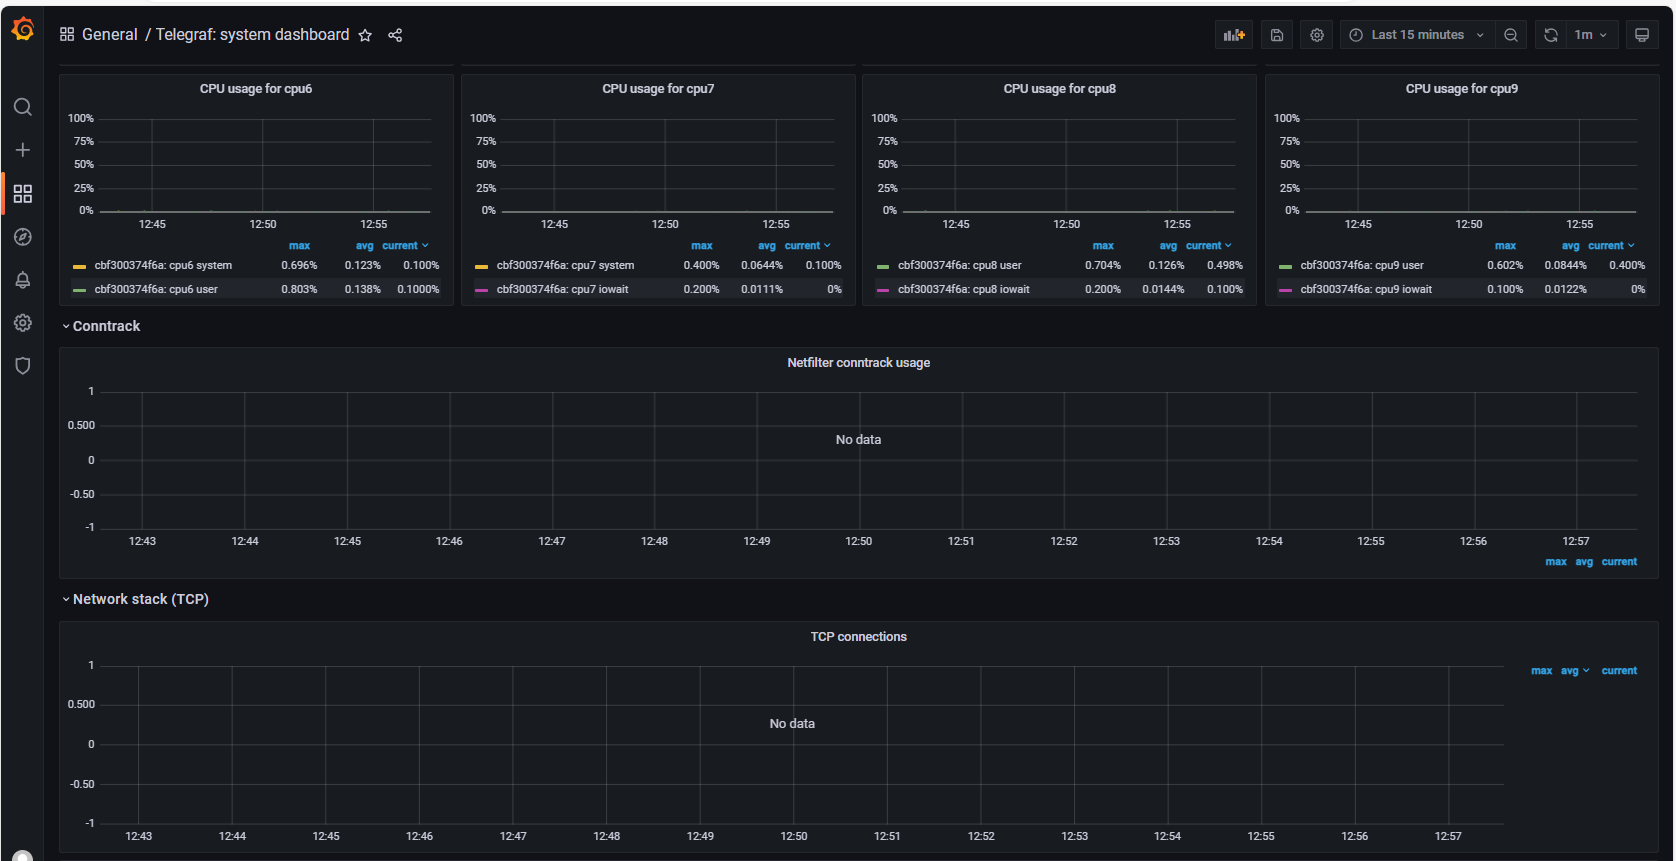 General / Telegraf: system dashboard
Last 15 minutes
1m
CPU usage for cpu6
100%
75%
50%
25%
0%
12:45 12:50 12:55
max avg current
cbf300374f6a: cpu6 system 0.696% 0.123% 0.100%
cbf300374f6a: cpu6 user 0.803% 0.138% 0.1000%
CPU usage for cpu7
100%
75%
50%
25%
0%
12:45 12:50 12:55
max avg current
cbf300374f6a: cpu7 system 0.400% 0.0644% 0.100%
cbf300374f6a: cpu7 iowait 0.200% 0.0111% 0%
CPU usage for cpu8
100%
75%
50%
25%
0%
12:45 12:50 12:55
max avg current
cbf300374f6a: cpu8 user 0.704% 0.126% 0.498%
cbf300374f6a: cpu8 iowait 0.200% 0.0144% 0.100%
CPU usage for cpu9
100%
75%
50%
25%
0%
12:45 12:50 12:55
max avg current
cbf300374f6a: cpu9 user 0.602% 0.0844% 0.400%
cbf300374f6a: cpu9 iowait 0.100% 0.0122% 0%
Conntrack
Netfilter conntrack usage
1
0.500
No data
0
-0.50
-1
12:43 12:44 12:45 12:46 12:47 12:48 12:49 12:50 12:51 12:52 12:53 12:54 12:55 12:56 12:57
max avg current
Network stack (TCP)
TCP connections
1
max avg current
0.500
No data
0
-0.50
-1
12:43 12:44 12:45 12:46 12:47 12:48 12:49 12:50 12:51 12:52 12:53 12:54 12:55 12:56 12:57